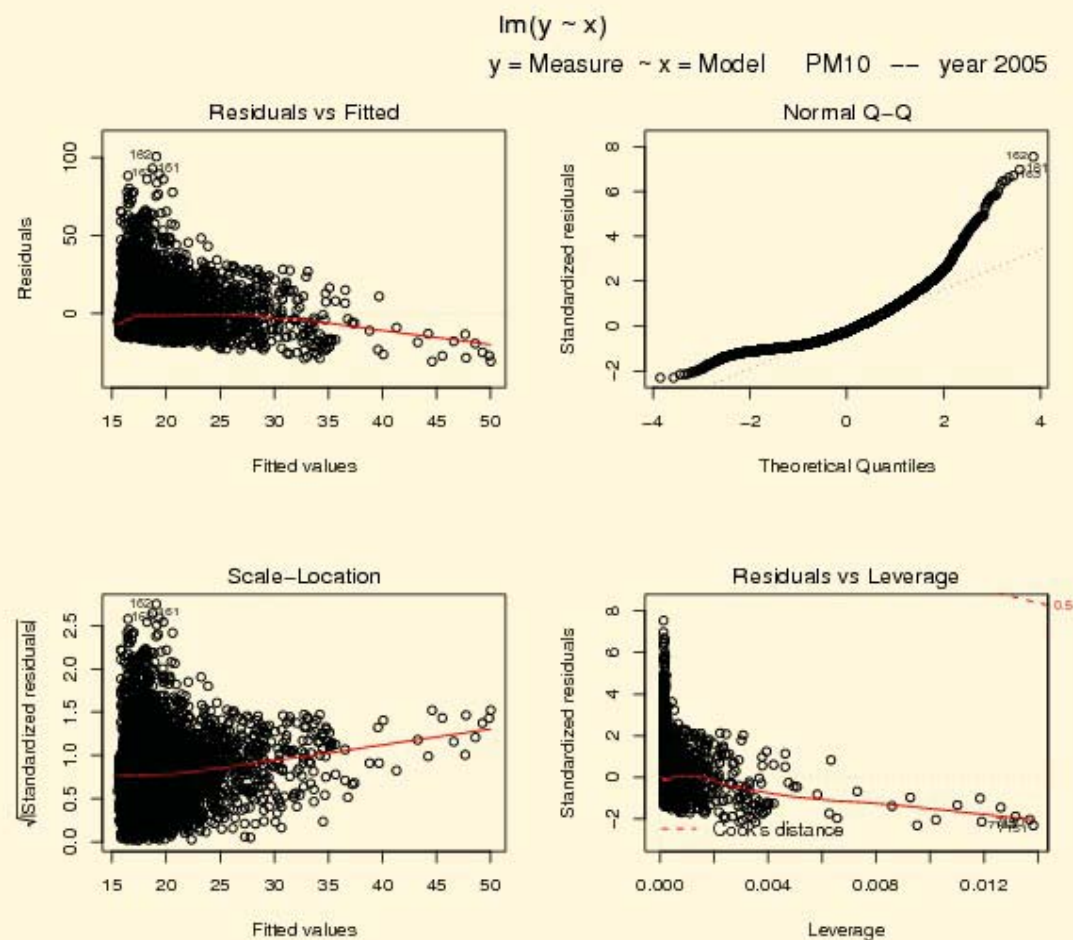 lm(y ~ x)
y = Measure ~ x = Model PM10 -- year 2005
Residuals vs Fitted
Normal Q-Q
Residuals
100
50
0
162
161
15 20 25 30 35 40 45 50
Fitted values
Standardized residuals
8
6
4
2
0
-2
162
-4 -2 0 2 4
Theoretical Quantiles
Scale-Location
Residuals vs Leverage
√|Standardized residuals|
2.5
2.0
1.5
1.0
0.5
0.0
162
161
15 20 25 30 35 40 45 50
Fitted values
Standardized residuals
8
6
4
2
0
-2
0.5
Cook's distance
0.000 0.004 0.008 0.012
Leverage